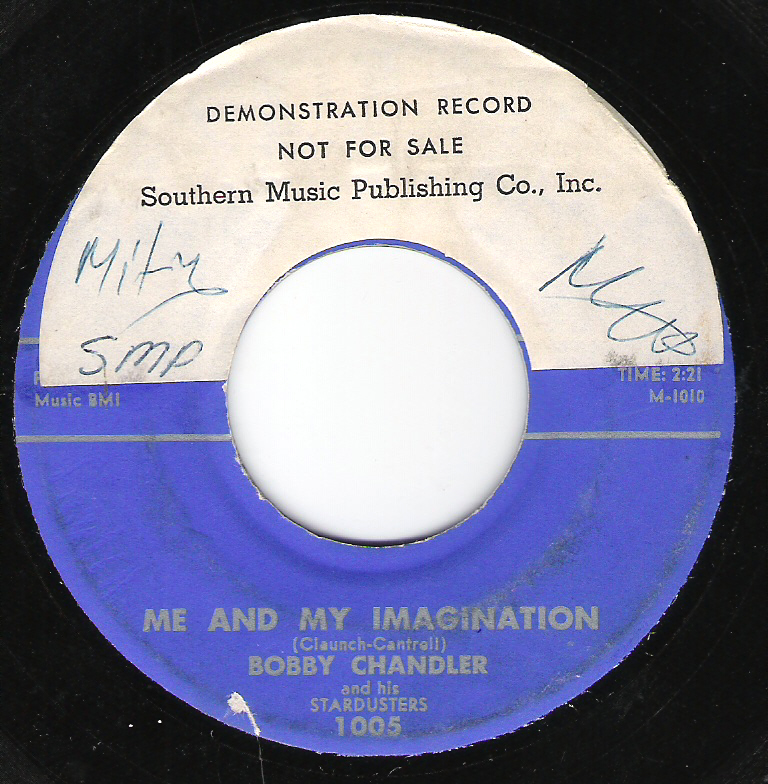 DEMONSTRATION RECORD
NOT FOR SALE
Southern Music Publishing Co., Inc.
SMP
TIME: 2:21
Music BMI
M-1010
ME AND MY IMAGINATION
(Claunch-Cantrell)
BOBBY CHANDLER
and his
STARDUSTERS
1005